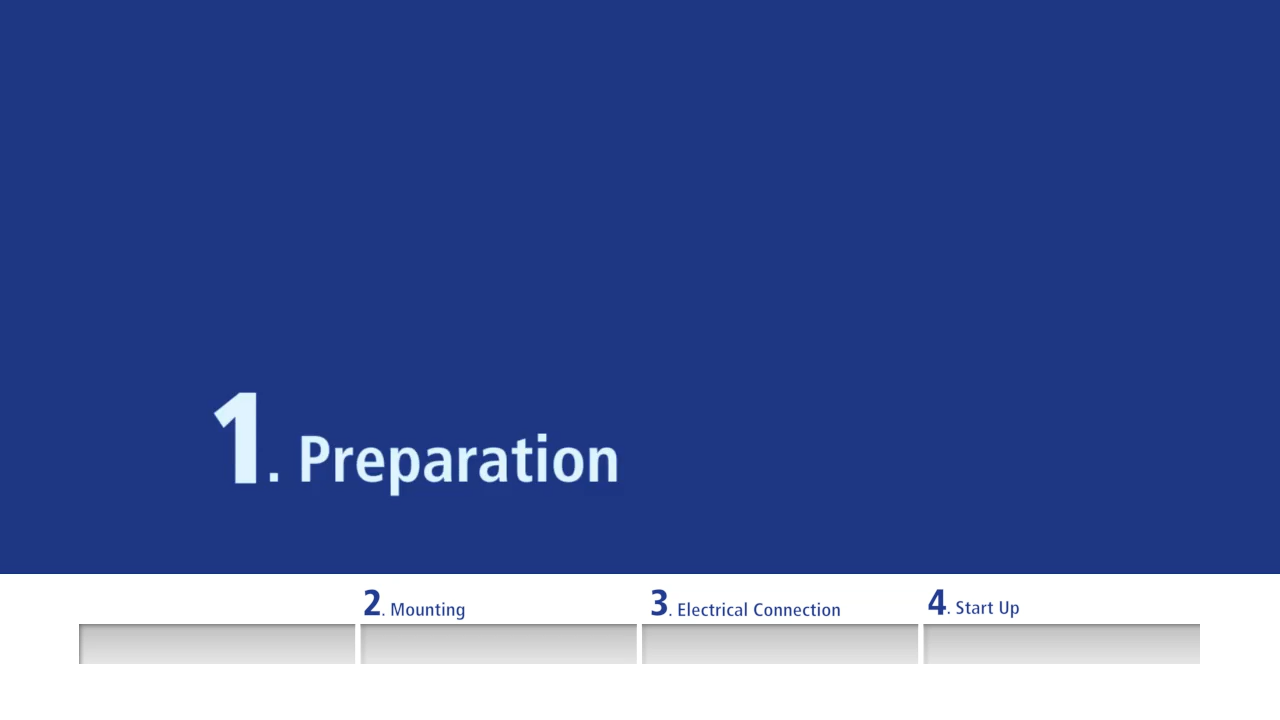 1. Preparation
2. Mounting
3. Electrical Connection
4. Start Up